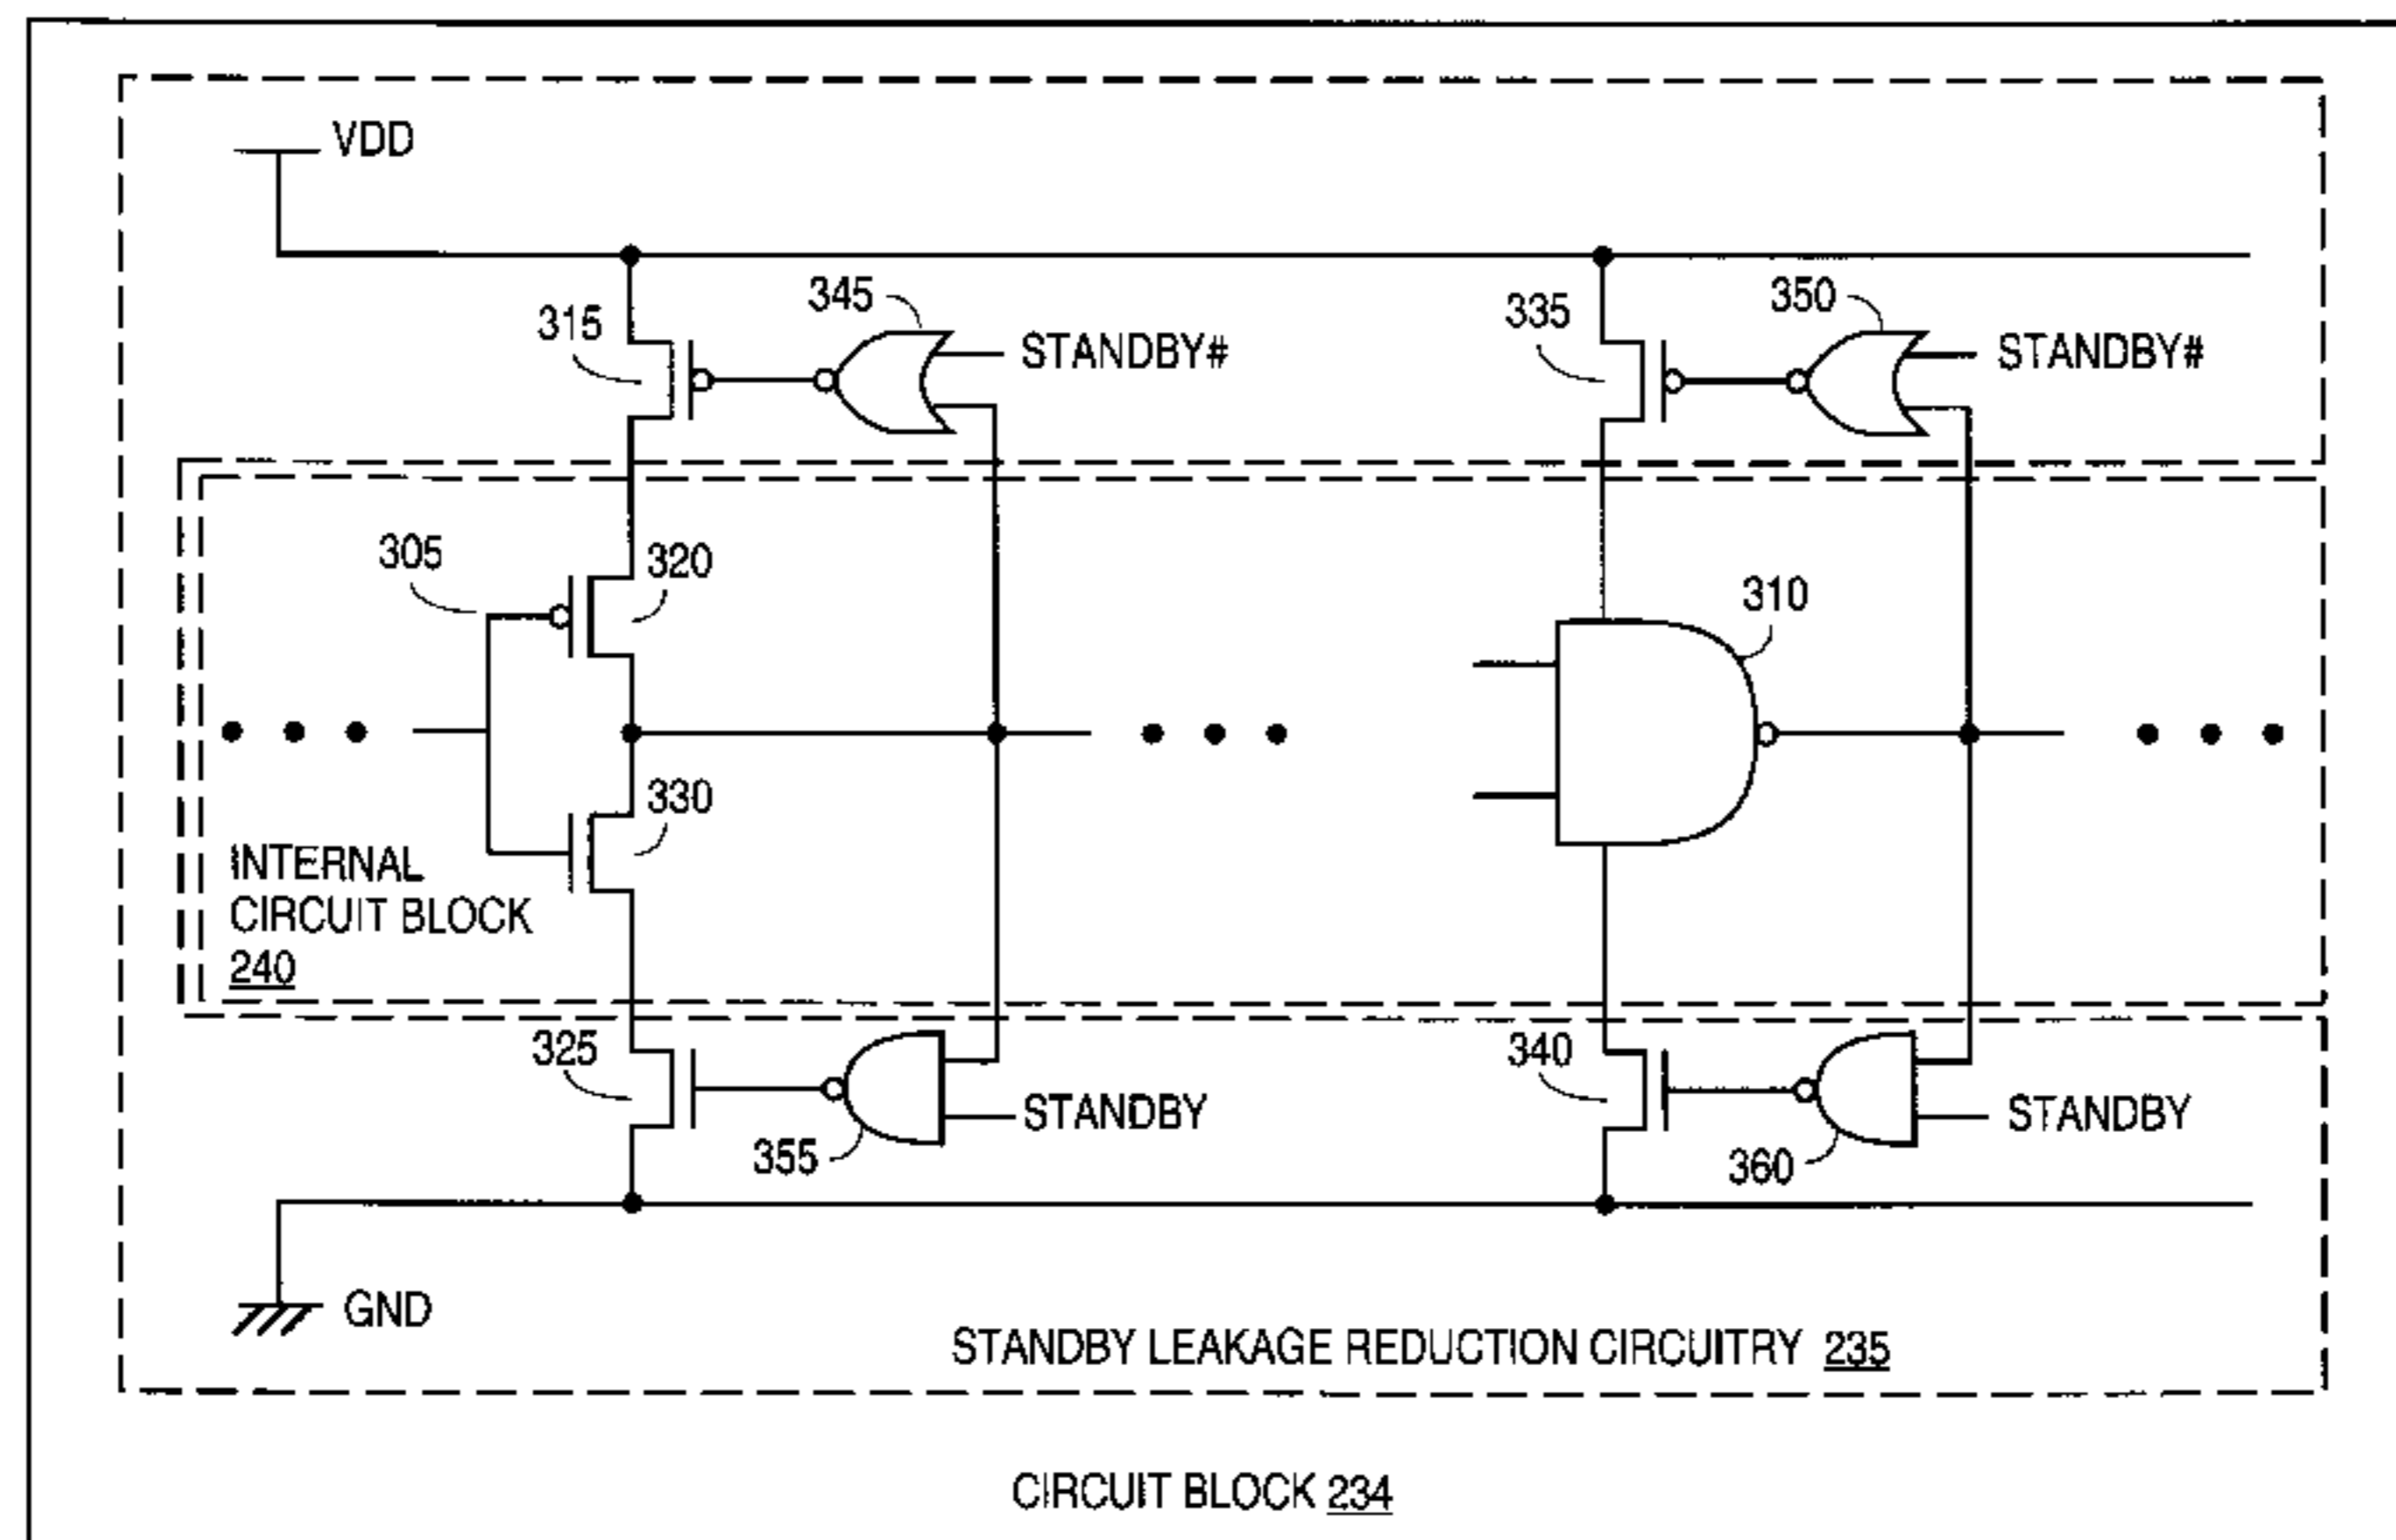 VDD
315
345
STANDBY#
335
350
STANDBY#
305
320
310
330
INTERNAL
CIRCUIT BLOCK
240
325
355
STANDBY
340
360
STANDBY
GND
STANDBY LEAKAGE REDUCTION CIRCUITRY 235
CIRCUIT BLOCK 234